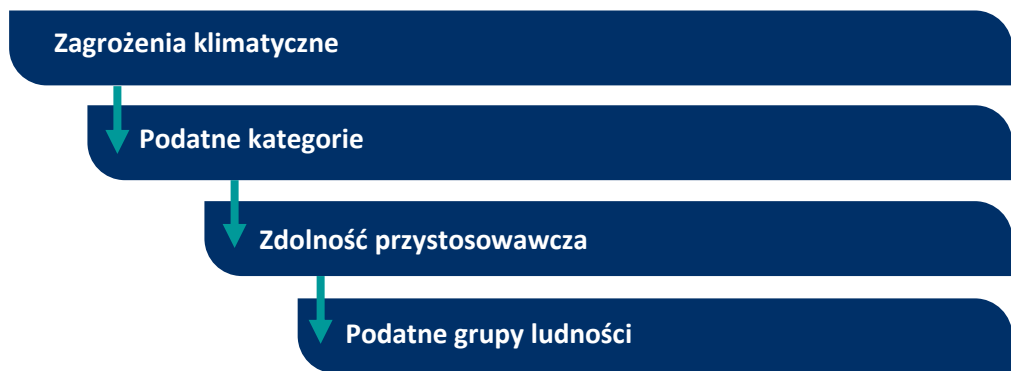 Zagrożenia klimatyczne
Podatne kategorie
Zdolność przystosowawcza
Podatne grupy ludności